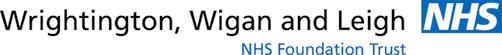 Wrightington, Wigan and Leigh NHS
NHS Foundation Trust